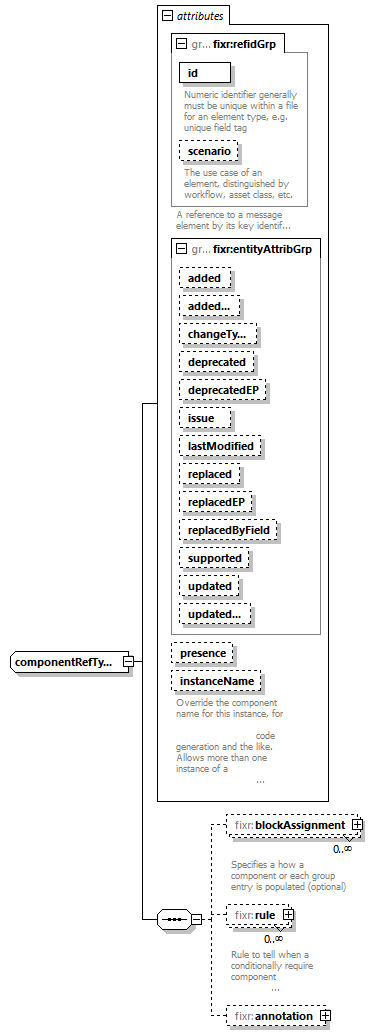 attributes
gr... fixr:refidGrp
id
Numeric identifier generally
must be unique within a file
for an element type, e.g.
unique field tag
scenario
The use case of an
element, distinguished by
workflow, asset class, etc.
A reference to a message
element by its key identif...
gr... fixr:entityAttribGrp
added
added...
changeTy...
deprecated
deprecatedEP
issue
lastModified
replaced
replacedEP
replacedByField
supported
updated
updated...
componentRefTy...
presence
instanceName
Override the component
name for this instance, for
code
generation and the like.
Allows more than one
instance of a
...
fixr:blockAssignment
0..∞
Specifies a how a
component or each group
entry is populated (optional)
fixr:rule
0..∞
Rule to tell when a
conditionally require
component
...
fixr:annotation